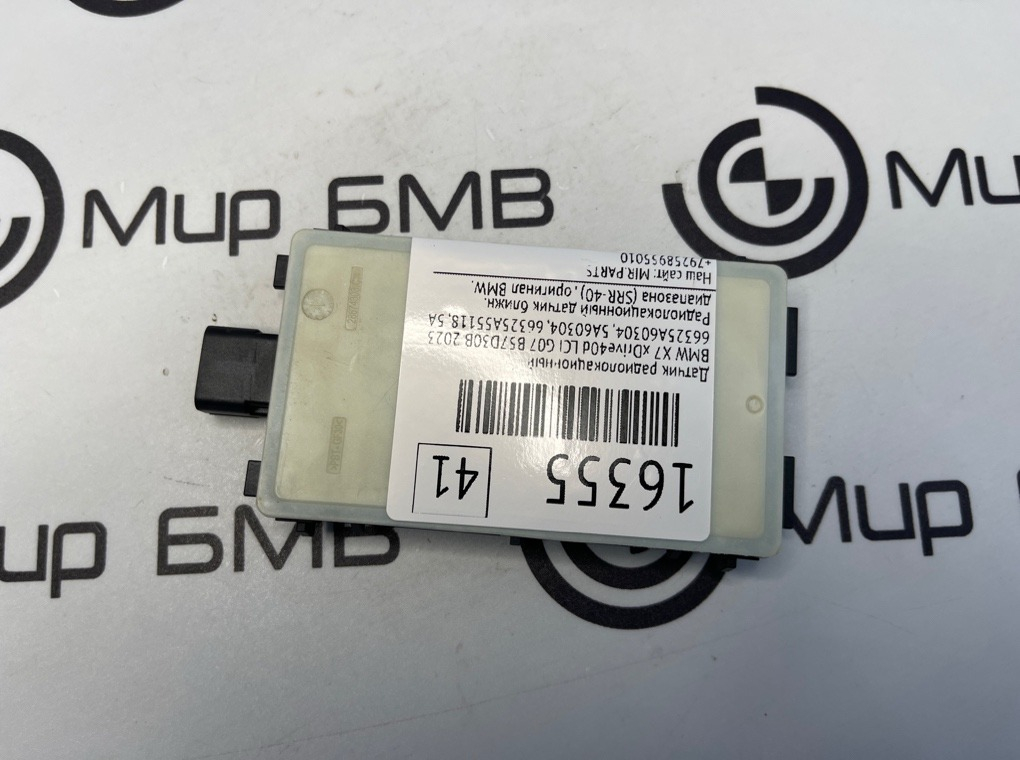 Мир БМВ
Ми
16355
41
Датчик радиолокационный
BMW X7 xDrive40d LCI G07 B57D30B 2023
66325A60304, 5A60304, 66325A55118, 5A
Радиолокационный датчик ближн.
диапазона (SRR-40), оригинал BMW.
Наш сайт: MIR.PARTS
+79258955010
ир БМВ
Мир